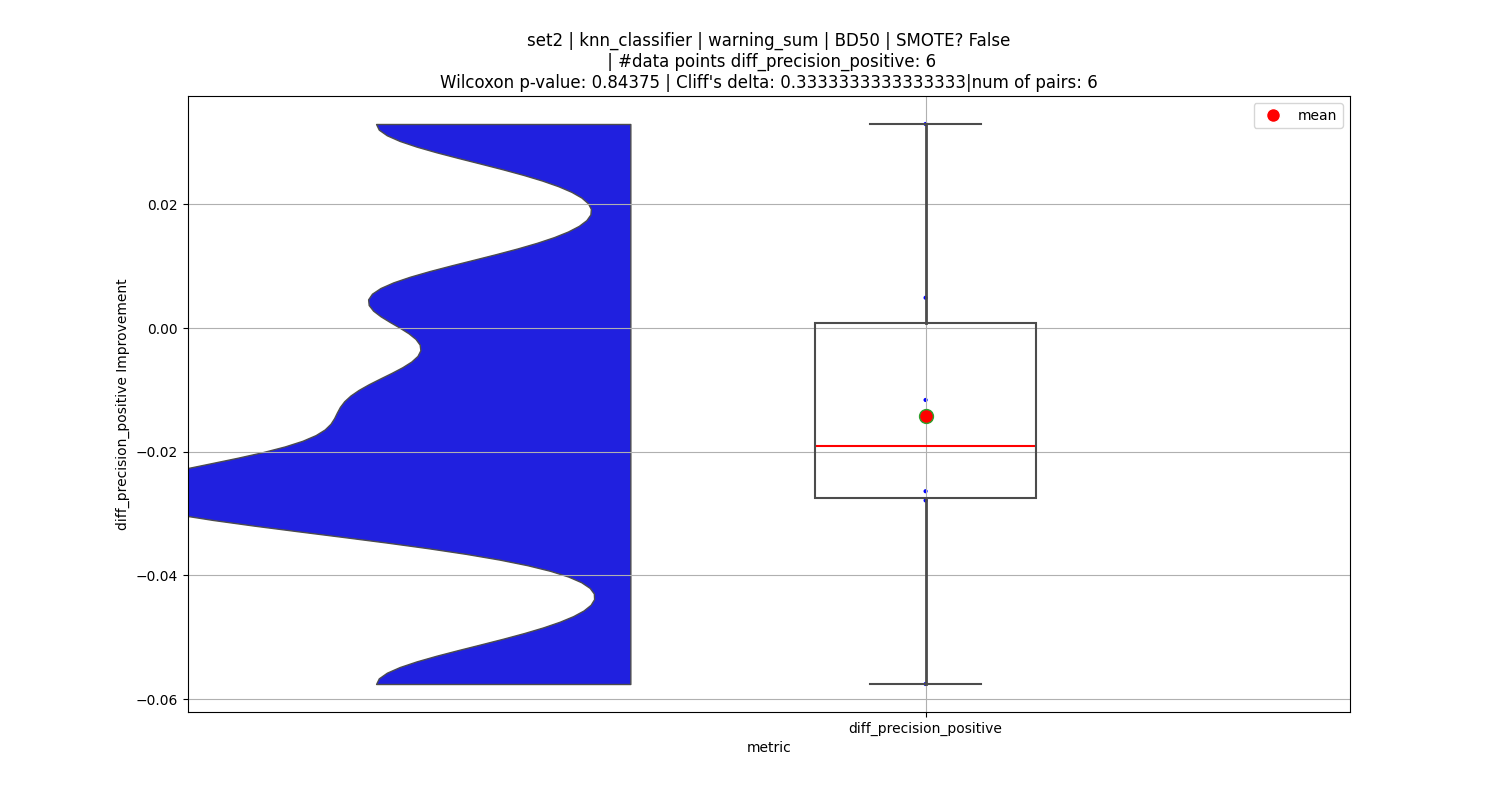 set2 | knn_classifier | warning_sum | BD50 | SMOTE? False
| #data points diff_precision_positive: 6
Wilcoxon p-value: 0.84375 | Cliff's delta: 0.3333333333333333|num of pairs: 6
mean
0.02
0.00
−0.02
−0.04
−0.06
diff_precision_positive Improvement
diff_precision_positive
metric